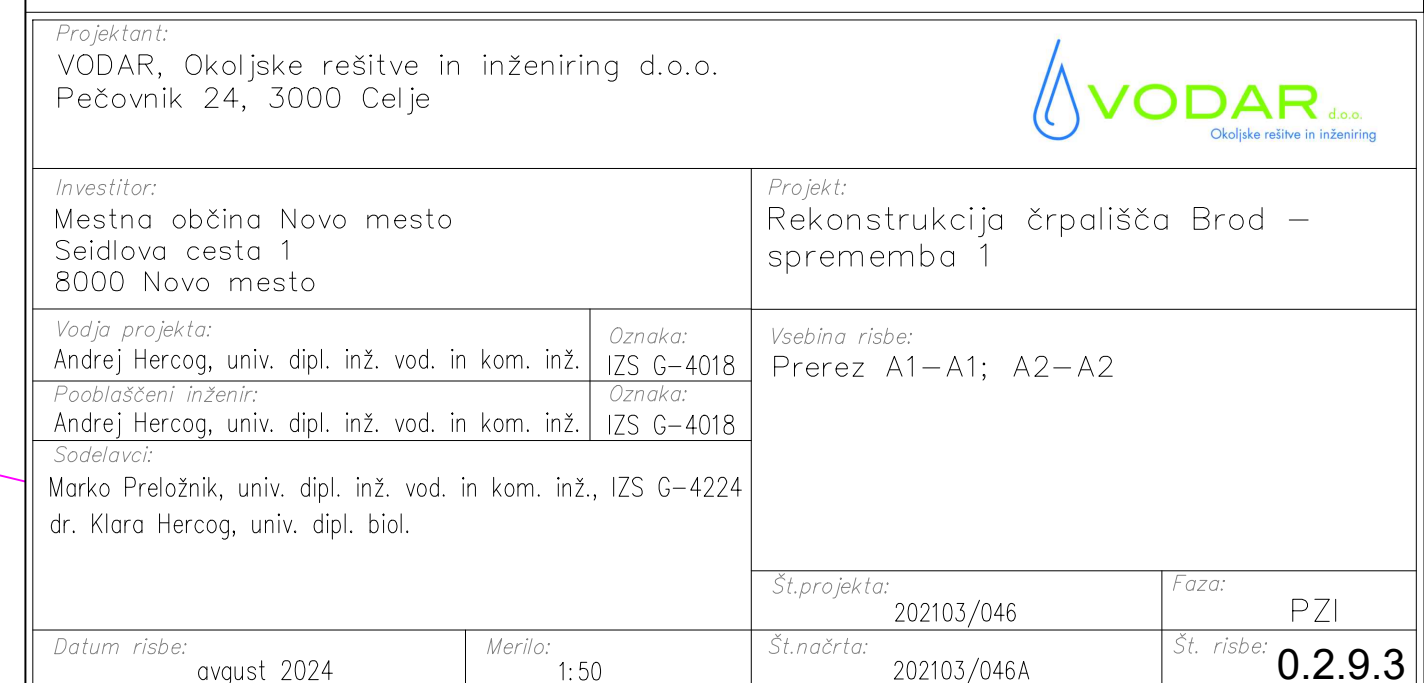 Projektant:
VODAR, Okoljske rešitve in inženiring d.o.o.
Pečovnik 24, 3000 Celje
VODAR d.o.o.
Okoljske rešitve in inženiring
Investitor:
Mestna občina Novo mesto
Seidlova cesta 1
8000 Novo mesto
Projekt:
Rekonstrukcija črpališča Brod –
sprememba 1
Vodja projekta:
Andrej Hercog, univ. dipl. inž. vod. in kom. inž.
Oznaka:
IZS G-4018
Pooblaščeni inženir:
Andrej Hercog, univ. dipl. inž. vod. in kom. inž.
Oznaka:
IZS G-4018
Sodelavci:
Marko Preložnik, univ. dipl. inž. vod. in kom. inž., IZS G-4224
dr. Klara Hercog, univ. dipl. biol.
Vsebina risbe:
Prerez A1-A1; A2-A2
Št.projekta:
202103/046
Faza:
PZI
Datum risbe:
avgust 2024
Merilo:
1:50
Št.načrta:
202103/046A
Št. risbe:
0.2.9.3